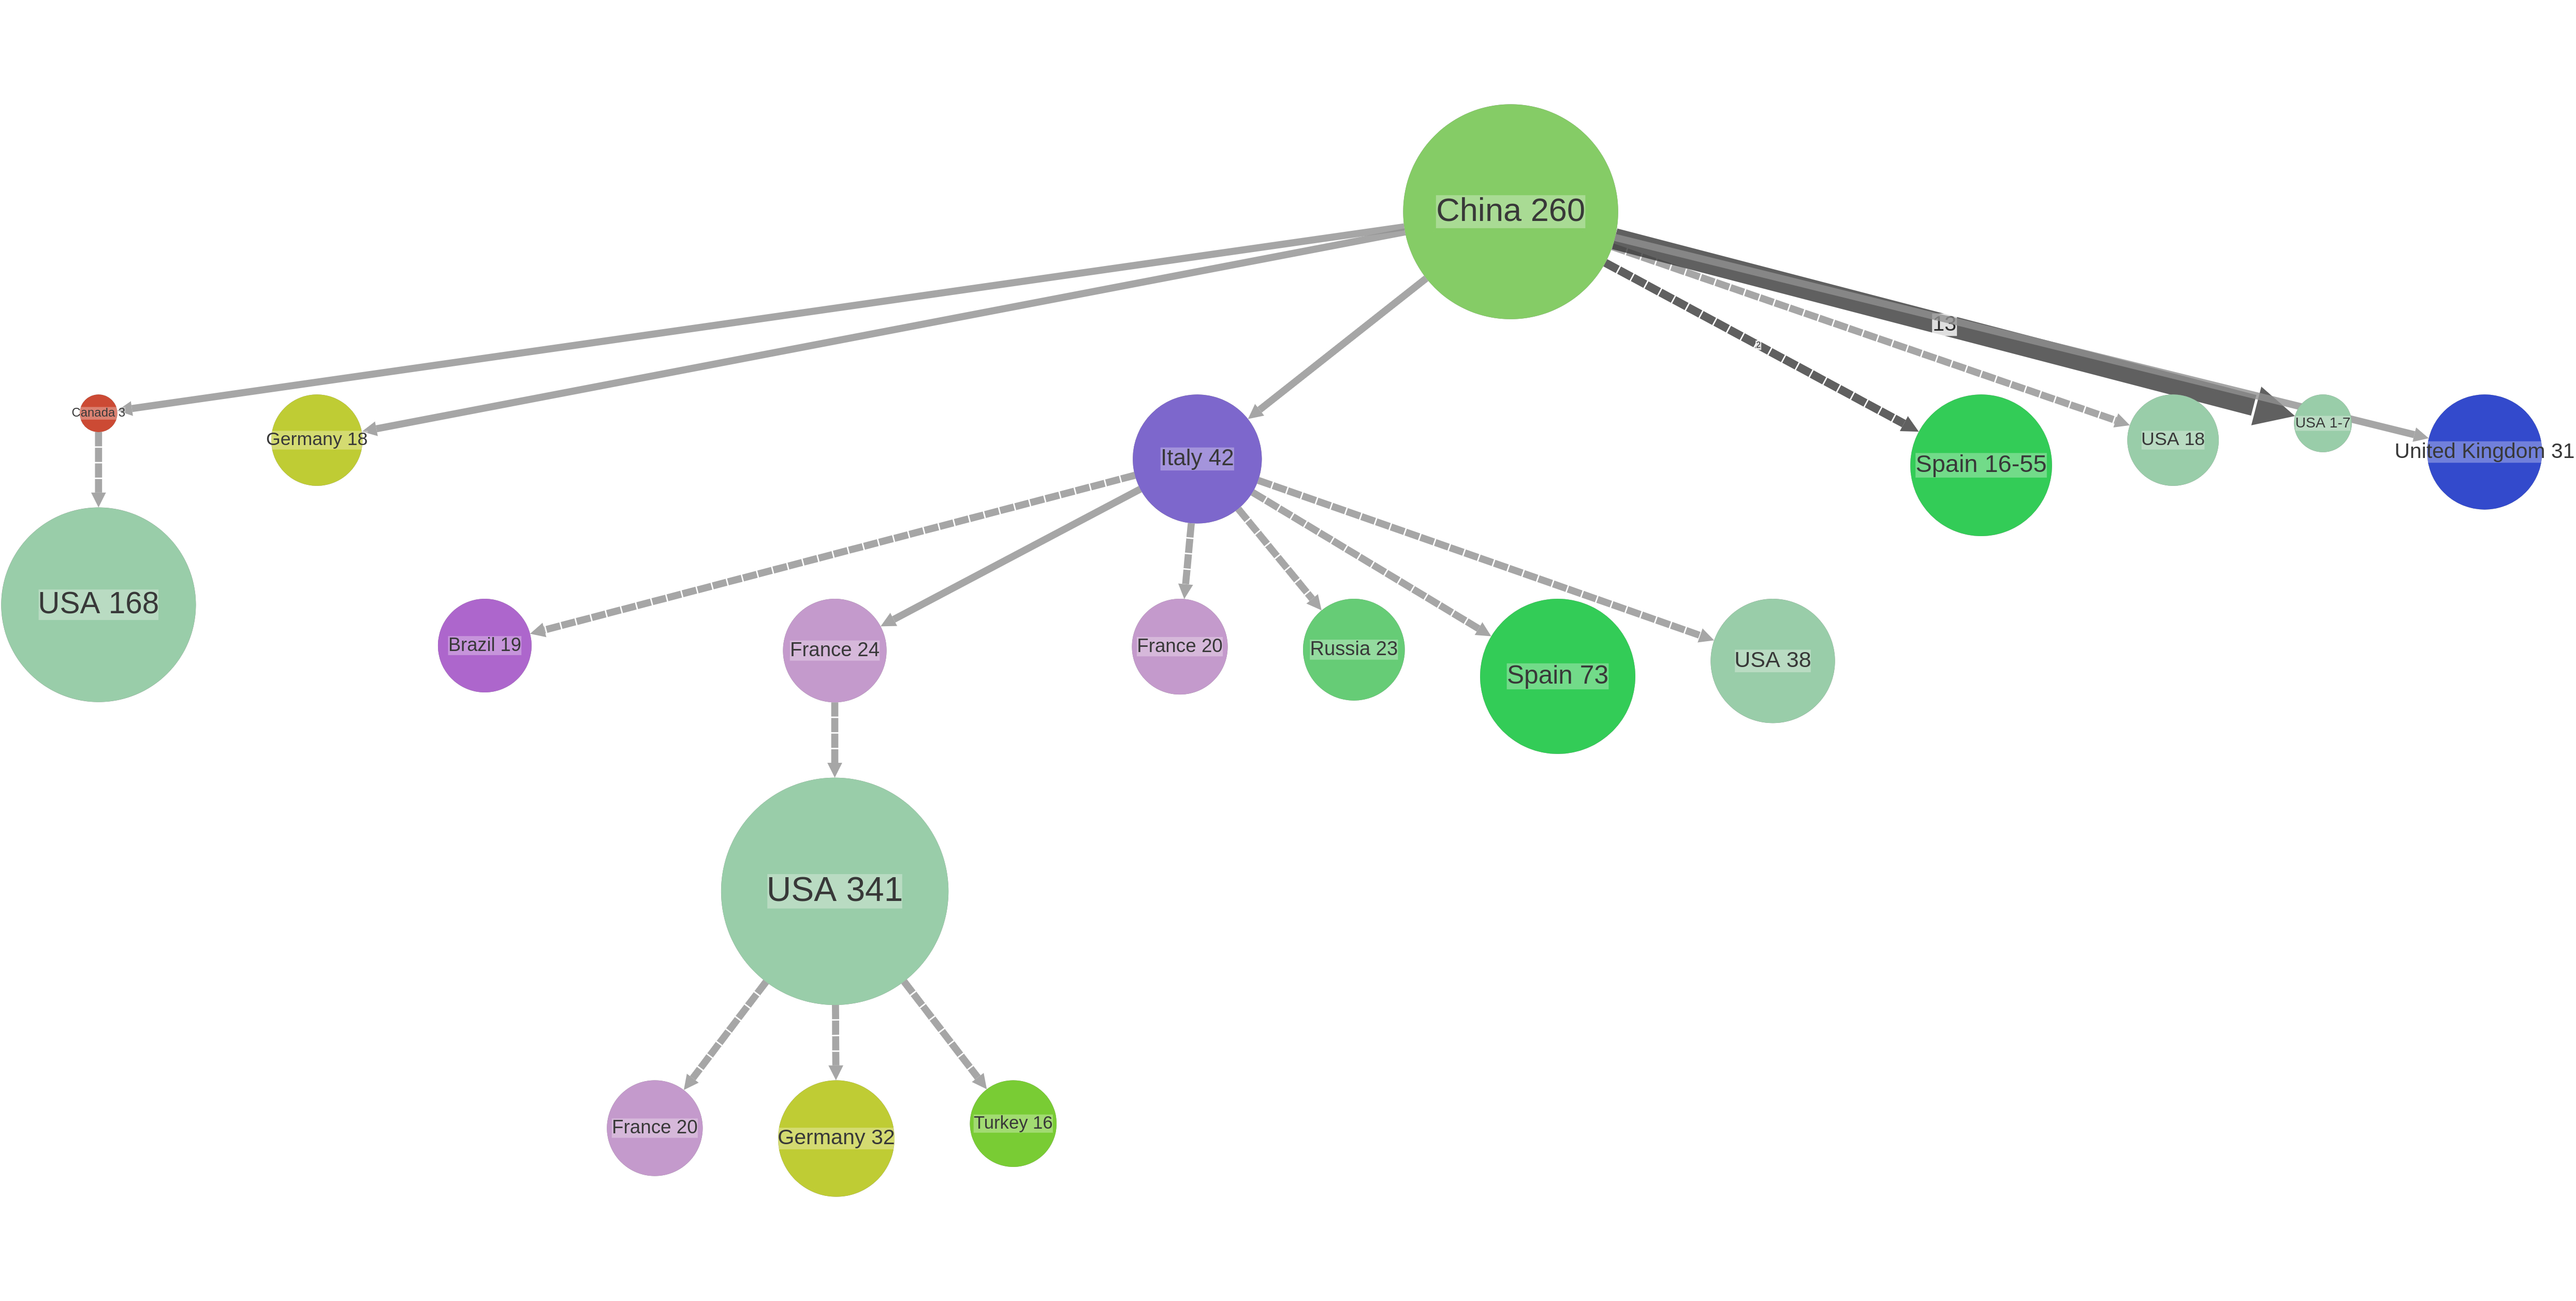 China 260
13
2
Canada 3
Germany 18
Italy 42
Spain 16-55
USA 18
USA 1-7
United Kingdom 31
USA 168
Brazil 19
France 24
France 20
Russia 23
Spain 73
USA 38
USA 341
France 20
Germany 32
Turkey 16